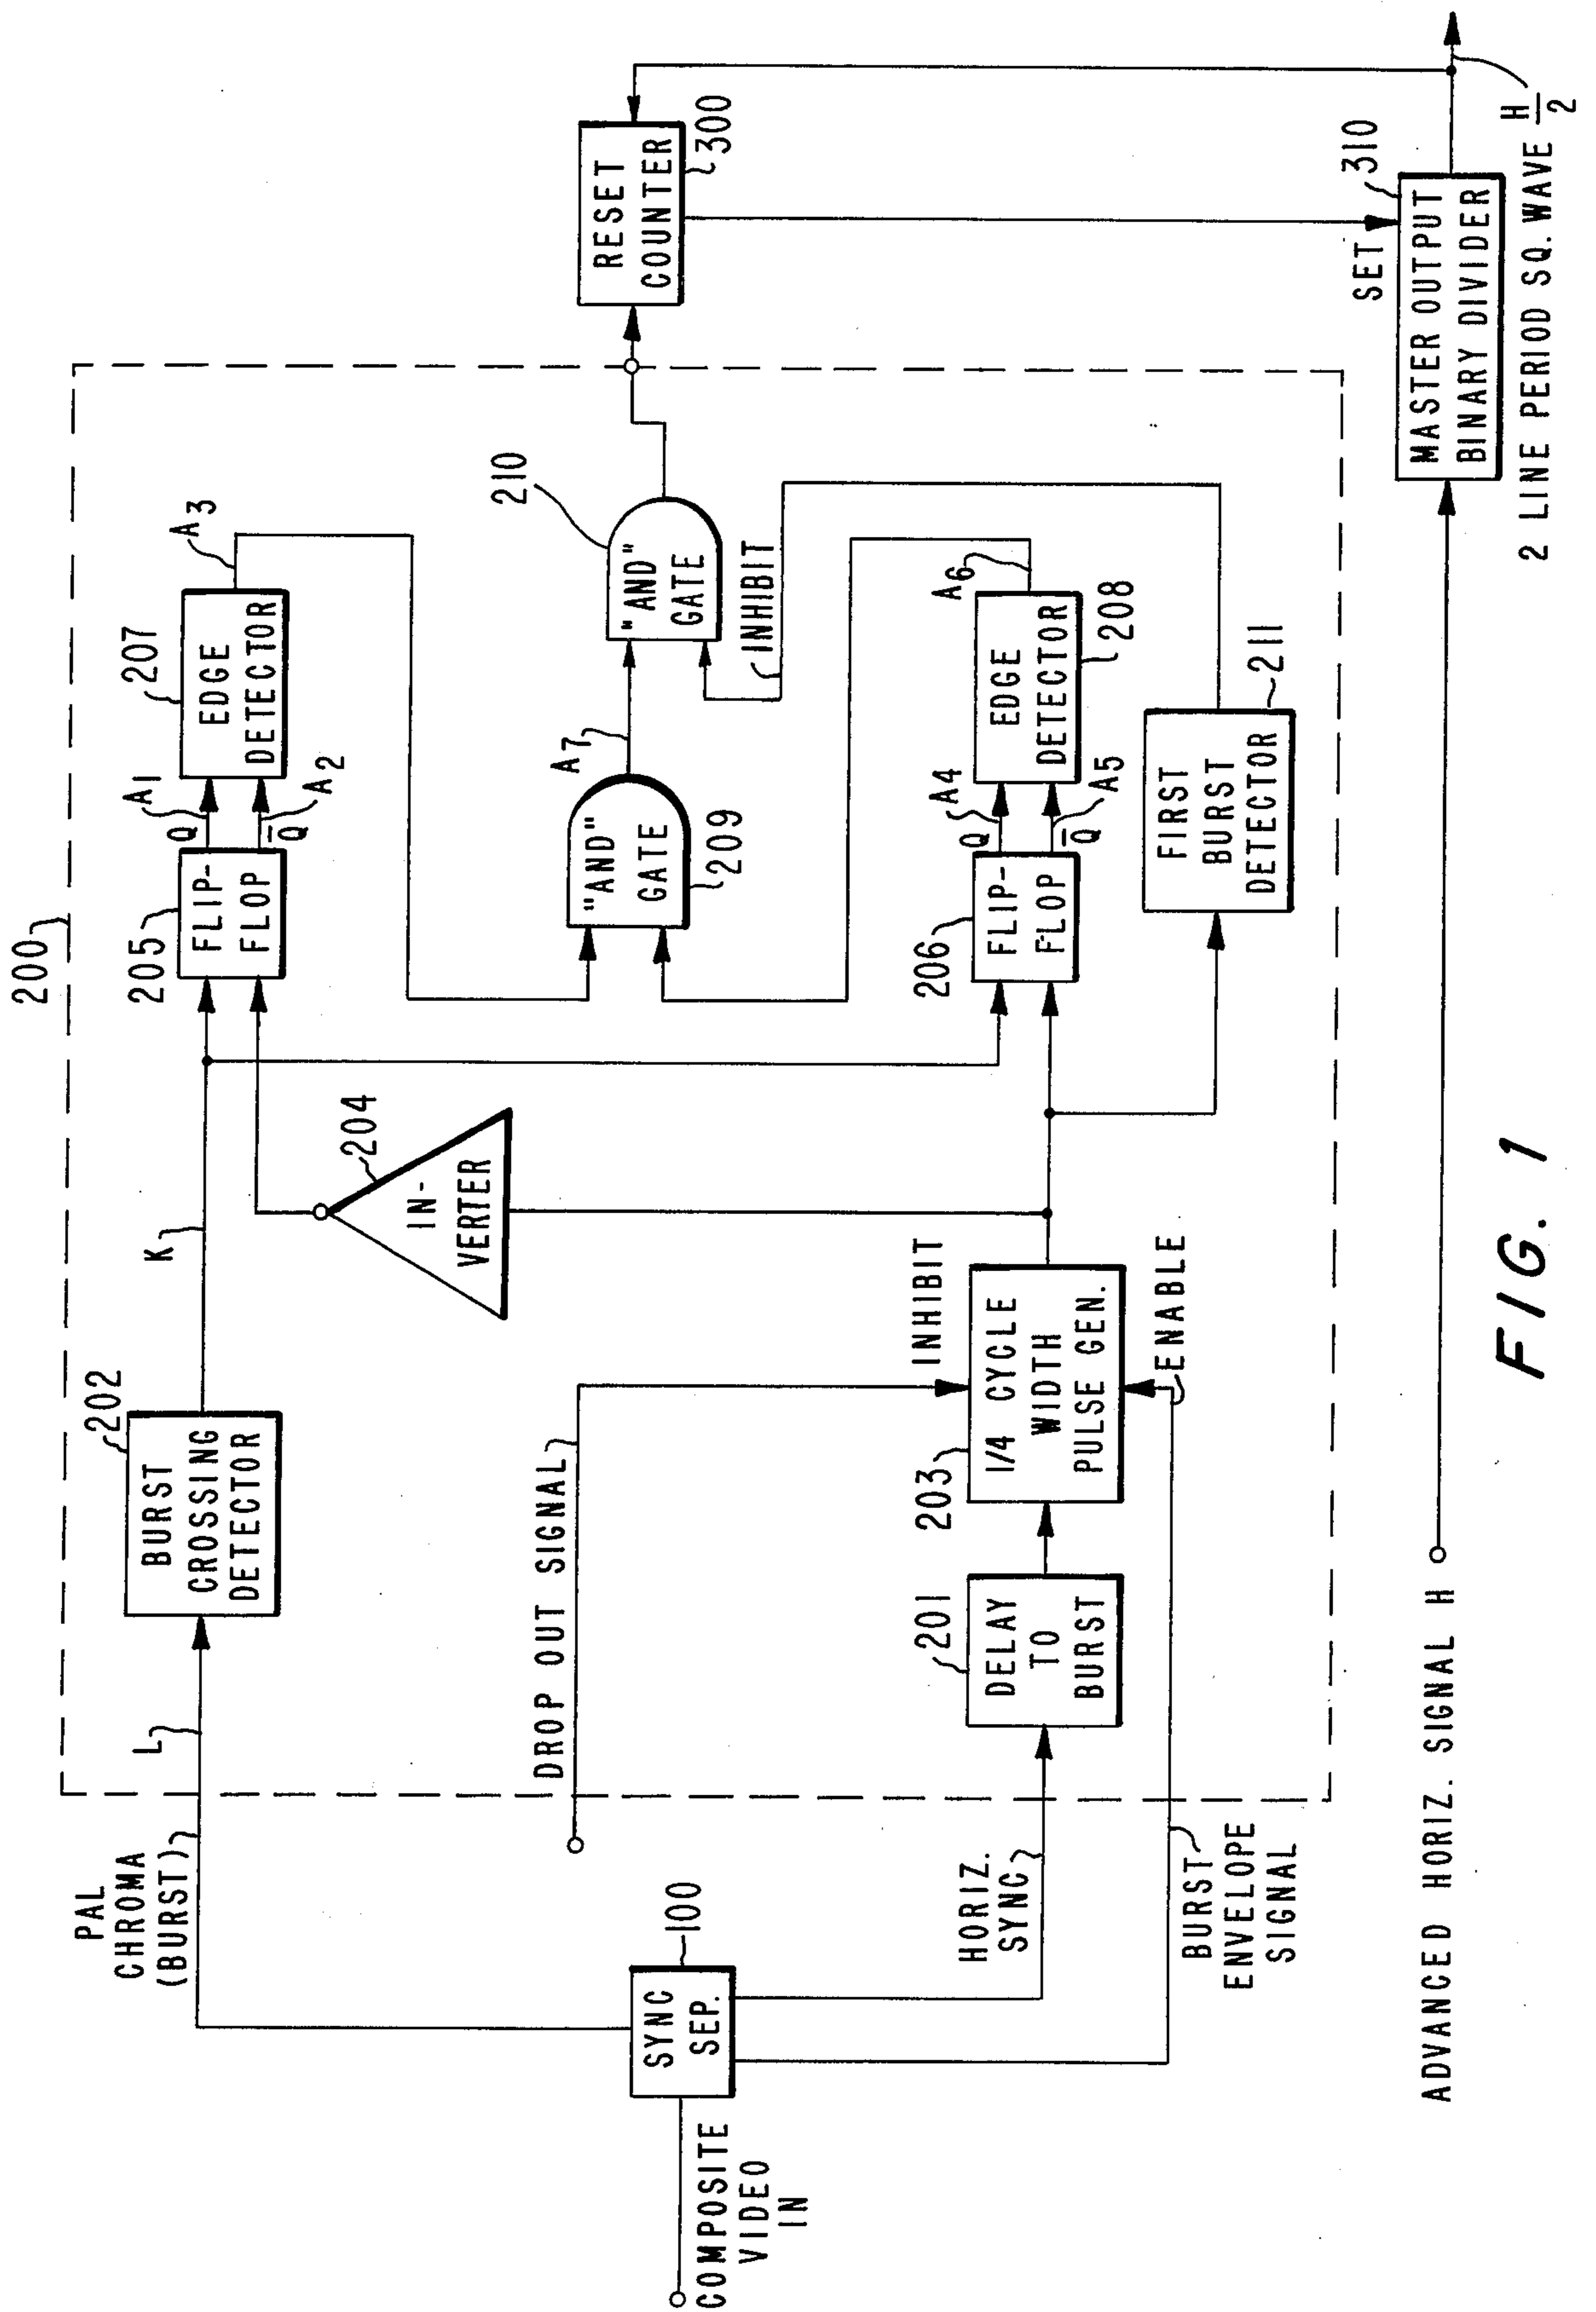 200
PAL
CHROMA
(BURST)
L
BURST
CROSSING
DETECTOR
202
K
205
FLIP-
FLOP
Q
A1
Q̅
A2
207
EDGE
DETECTOR
A3
IN-
VERTER
204
DROP OUT SIGNAL
COMPOSITE
VIDEO
IN
SYNC
SEP.
100
"AND"
GATE
209
A7
210
"AND"
GATE
INHIBIT
RESET
COUNTER
300
HORIZ.
SYNC
201
DELAY
TO
BURST
203
1/4 CYCLE
WIDTH
PULSE GEN.
INHIBIT
ENABLE
206
FLIP-
FLOP
Q
A4
Q̅
A5
EDGE
DETECTOR
208
A6
BURST
ENVELOPE
SIGNAL
FIRST
BURST
DETECTOR
211
ADVANCED HORIZ. SIGNAL H
SET
310
MASTER OUTPUT
BINARY DIVIDER
2 LINE PERIOD SQ. WAVE H/2
FIG. 1